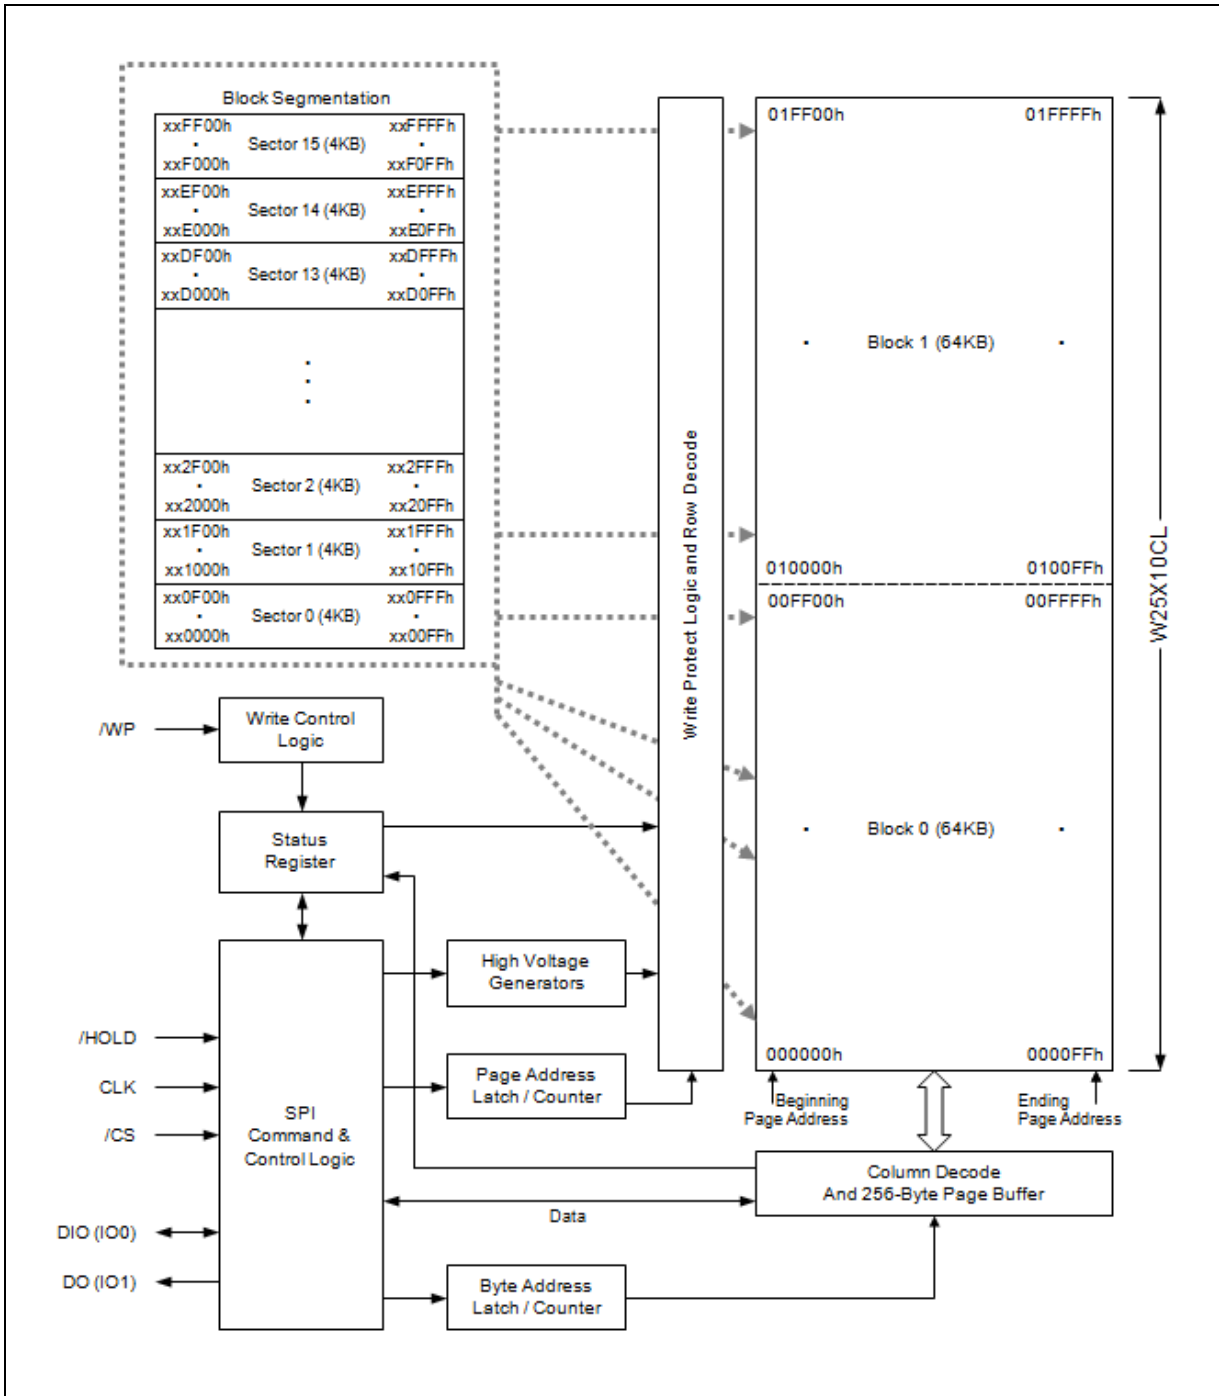 Block Segmentation
xxFF00h xxFFFFh
Sector 15 (4KB)
xxF000h xxF0FFh
xxEF00h xxEFFFh
Sector 14 (4KB)
xxE000h xxE0FFh
xxDF00h xxDFFFh
Sector 13 (4KB)
xxD000h xxD0FFh
xx2F00h xx2FFFh
Sector 2 (4KB)
xx2000h xx20FFh
xx1F00h xx1FFFh
Sector 1 (4KB)
xx1000h xx10FFh
xx0F00h xx0FFFh
Sector 0 (4KB)
xx0000h xx00FFh
Write Protect Logic and Row Decode
01FF00h 01FFFFh
Block 1 (64KB)
010000h 0100FFh
00FF00h 00FFFFh
Block 0 (64KB)
000000h 0000FFh
W25X10CL
Beginning
Page Address
Ending
Page Address
/WP
Write Control
Logic
Status
Register
High Voltage
Generators
/HOLD
CLK
/CS
DIO (IO0)
DO (IO1)
SPI
Command &
Control Logic
Page Address
Latch / Counter
Column Decode
And 256-Byte Page Buffer
Data
Byte Address
Latch / Counter